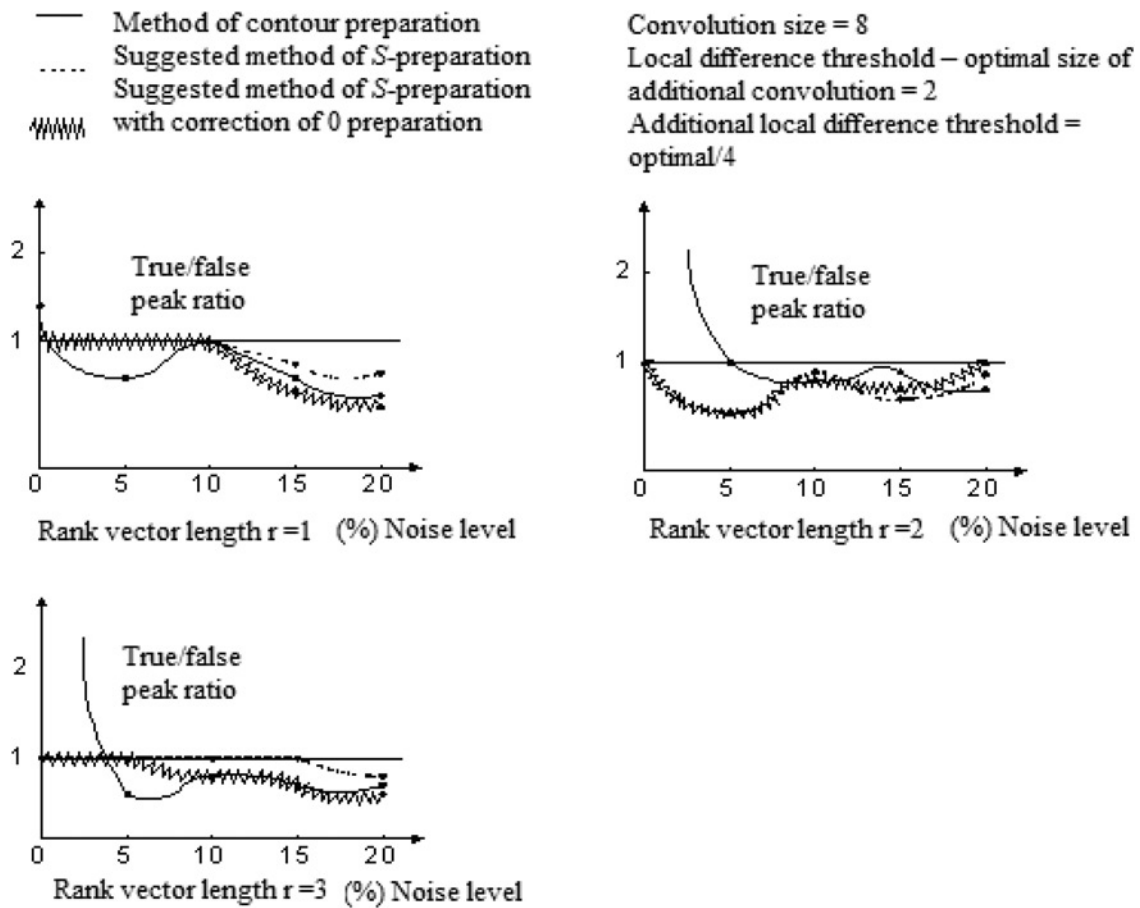 Method of contour preparation
Suggested method of S-preparation
Suggested method of S-preparation
with correction of 0 preparation
Convolution size = 8
Local difference threshold – optimal size of
additional convolution = 2
Additional local difference threshold =
optimal/4
2
True/false
peak ratio
1
0 5 10 15 20
Rank vector length r =1 (%) Noise level
2
True/false
peak ratio
1
0 5 10 15 20
Rank vector length r =2 (%) Noise level
2
True/false
peak ratio
1
0 5 10 15 20
Rank vector length r =3 (%) Noise level